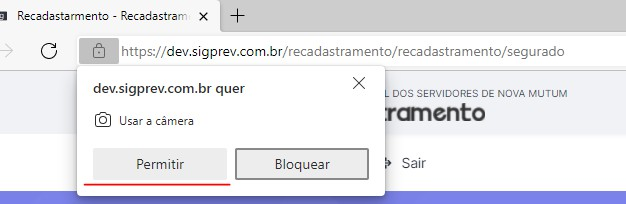 Recadastarmento - Recadastrame
https://dev.sigprev.com.br/recadastramento/recadastramento/segurado
dev.sigprev.com.br quer
Usar a câmera
Permitir
Bloquear
L DOS SERVIDORES DE NOVA MUTUM
tramento
Sair